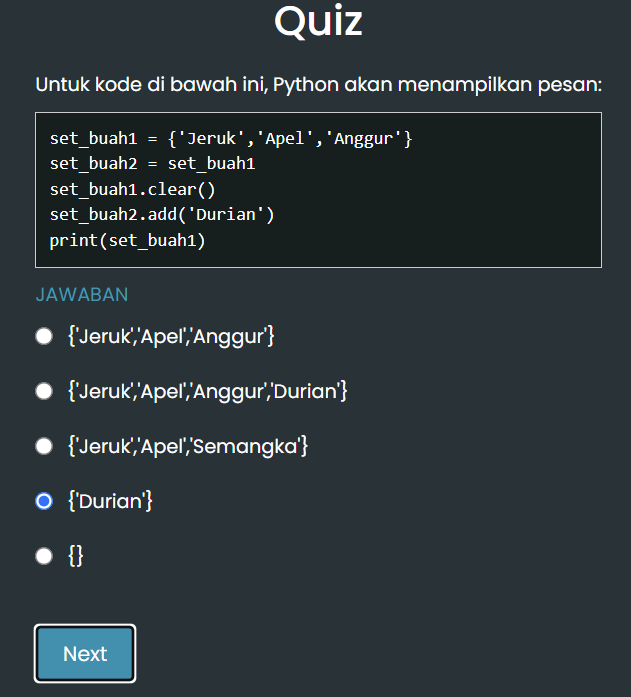 Quiz
Untuk kode di bawah ini, Python akan menampilkan pesan:
set_buah1 = {'Jeruk','Apel','Anggur'}
set_buah2 = set_buah1
set_buah1.clear()
set_buah2.add('Durian')
print(set_buah1)
JAWABAN
{'Jeruk','Apel','Anggur'}
{'Jeruk','Apel','Anggur','Durian'}
{'Jeruk','Apel','Semangka'}
{'Durian'}
{}
Next